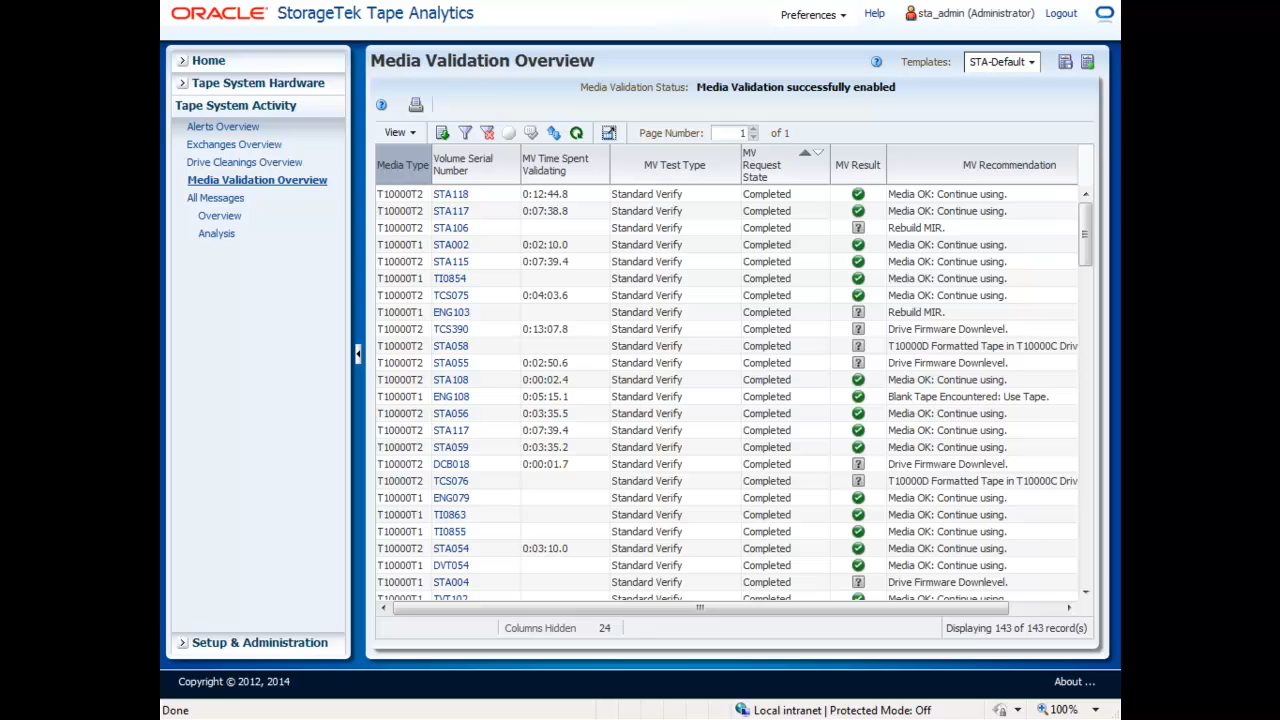 ORACLE® StorageTek Tape Analytics
Preferences Help sta_admin (Administrator) Logout
Home
Tape System Hardware
Tape System Activity
Alerts Overview
Exchanges Overview
Drive Cleanings Overview
Media Validation Overview
All Messages
Overview
Analysis
Setup & Administration
Media Validation Overview
Templates: STA-Default
Media Validation Status: Media Validation successfully enabled
View Page Number: 1 of 1
Media Type Volume Serial Number MV Time Spent Validating MV Test Type MV Request State MV Result MV Recommendation
T10000T2 STA118 0:12:44.8 Standard Verify Completed Media OK: Continue using.
T10000T2 STA117 0:07:38.8 Standard Verify Completed Media OK: Continue using.
T10000T2 STA106 Standard Verify Completed ? Rebuild MIR.
T10000T1 STA002 0:02:10.0 Standard Verify Completed Media OK: Continue using.
T10000T2 STA115 0:07:39.4 Standard Verify Completed Media OK: Continue using.
T10000T1 TI0854 Standard Verify Completed Media OK: Continue using.
T10000T2 TCS075 0:04:03.6 Standard Verify Completed Media OK: Continue using.
T10000T1 ENG103 Standard Verify Completed ? Rebuild MIR.
T10000T2 TCS390 0:13:07.8 Standard Verify Completed ? Drive Firmware Downlevel.
T10000T2 STA058 Standard Verify Completed ? T10000D Formatted Tape in T10000C Driv
T10000T2 STA055 0:02:50.6 Standard Verify Completed ? Drive Firmware Downlevel.
T10000T2 STA108 0:00:02.4 Standard Verify Completed Media OK: Continue using.
T10000T1 ENG108 0:05:15.1 Standard Verify Completed Blank Tape Encountered: Use Tape.
T10000T2 STA056 0:03:35.5 Standard Verify Completed Media OK: Continue using.
T10000T2 STA117 0:07:39.4 Standard Verify Completed Media OK: Continue using.
T10000T2 STA059 0:03:35.2 Standard Verify Completed Media OK: Continue using.
T10000T2 DCB018 0:00:01.7 Standard Verify Completed ? Drive Firmware Downlevel.
T10000T2 TCS076 Standard Verify Completed ? T10000D Formatted Tape in T10000C Driv
T10000T1 ENG079 Standard Verify Completed Media OK: Continue using.
T10000T1 TI0863 Standard Verify Completed Media OK: Continue using.
T10000T1 TI0855 Standard Verify Completed Media OK: Continue using.
T10000T2 STA054 0:03:10.0 Standard Verify Completed Media OK: Continue using.
T10000T1 DVT054 Standard Verify Completed Media OK: Continue using.
T10000T1 STA004 Standard Verify Completed ? Drive Firmware Downlevel.
T10000T1 TVT102 Standard Verify Completed Media OK: Continue using.
Columns Hidden 24 Displaying 143 of 143 record(s)
Copyright © 2012, 2014 About ...
Done Local intranet | Protected Mode: Off 100%